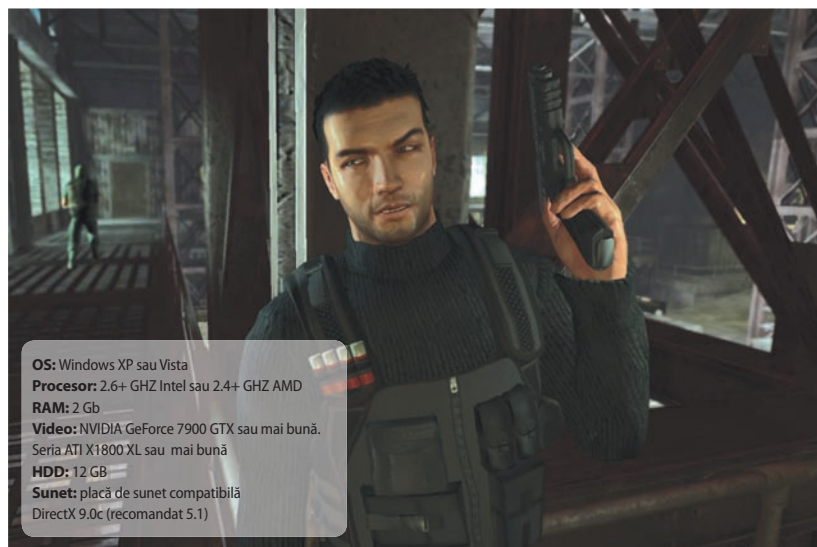 OS: Windows XP sau Vista
Procesor: 2.6+ GHZ Intel sau 2.4+ GHZ AMD
RAM: 2 Gb
Video: NVIDIA GeForce 7900 GTX sau mai bună.
Seria ATI X1800 XL sau mai bună
HDD: 12 GB
Sunet: placă de sunet compatibilă
DirectX 9.0c (recomandat 5.1)